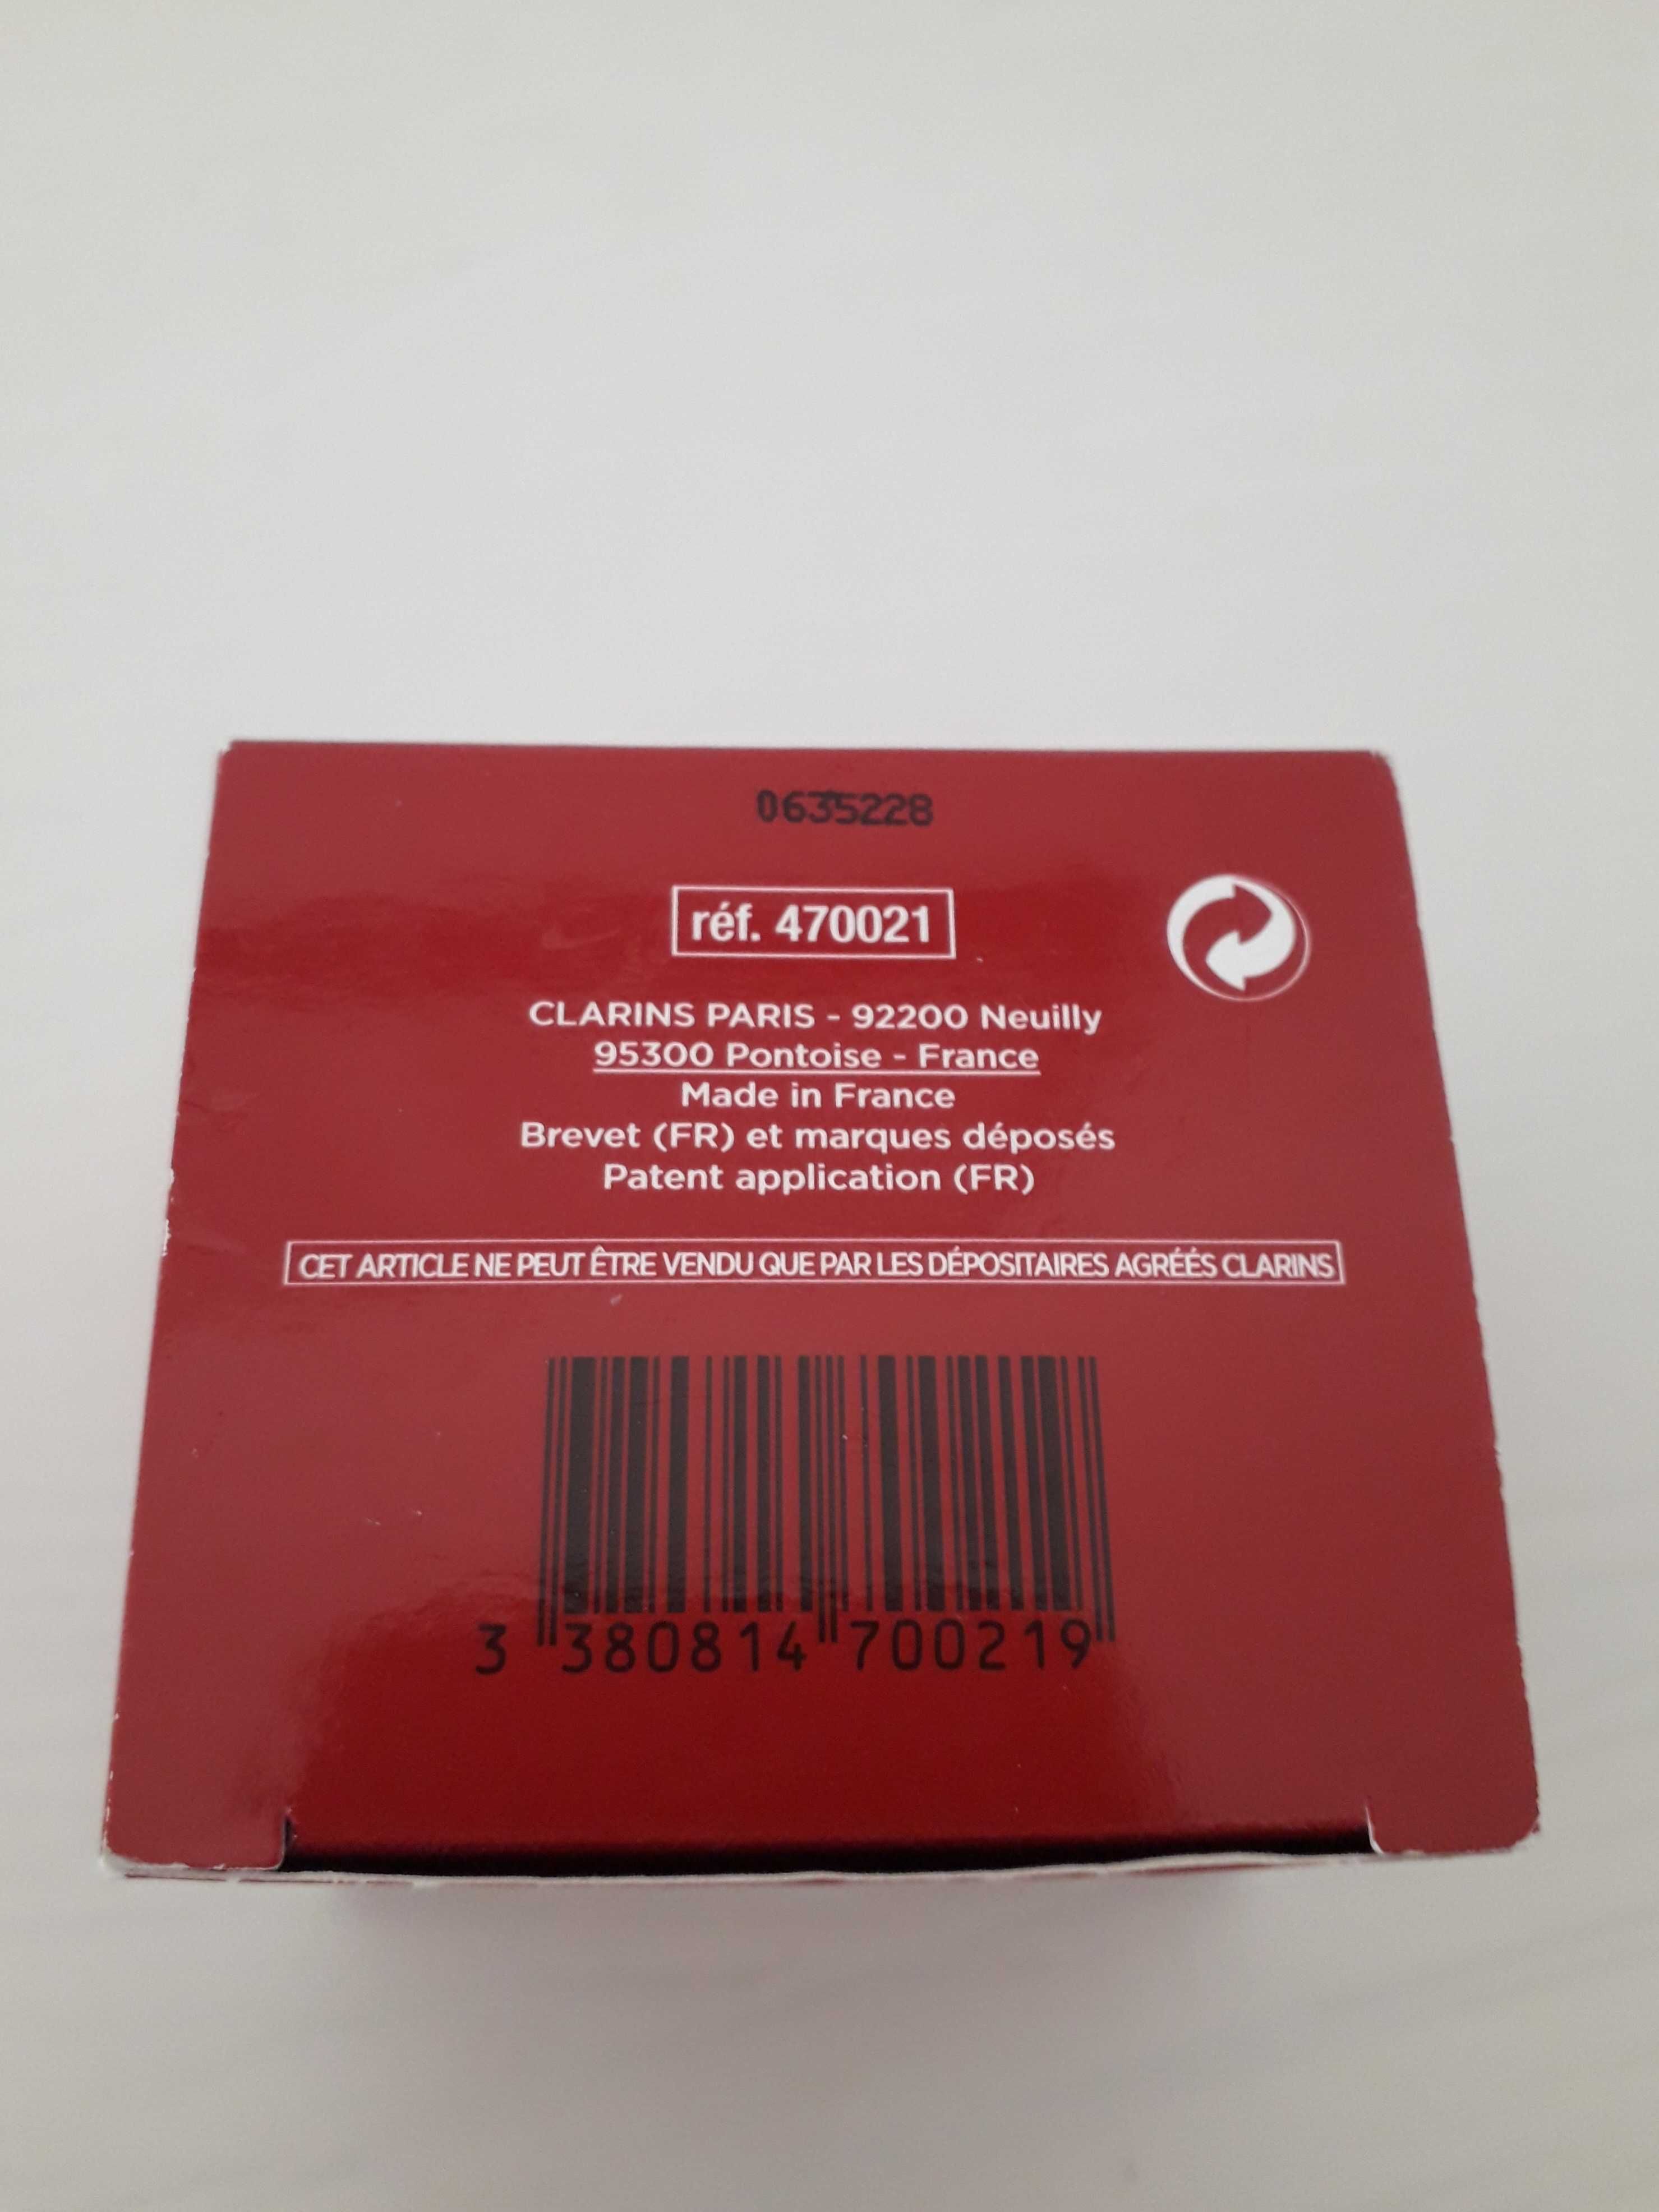 0635228
réf. 470021
CLARINS PARIS - 92200 Neuilly
95300 Pontoise - France
Made in France
Brevet (FR) et marques déposés
Patent application (FR)
CET ARTICLE NE PEUT ÊTRE VENDU QUE PAR LES DÉPOSITAIRES AGRÉÉS CLARINS
3 380814 700219